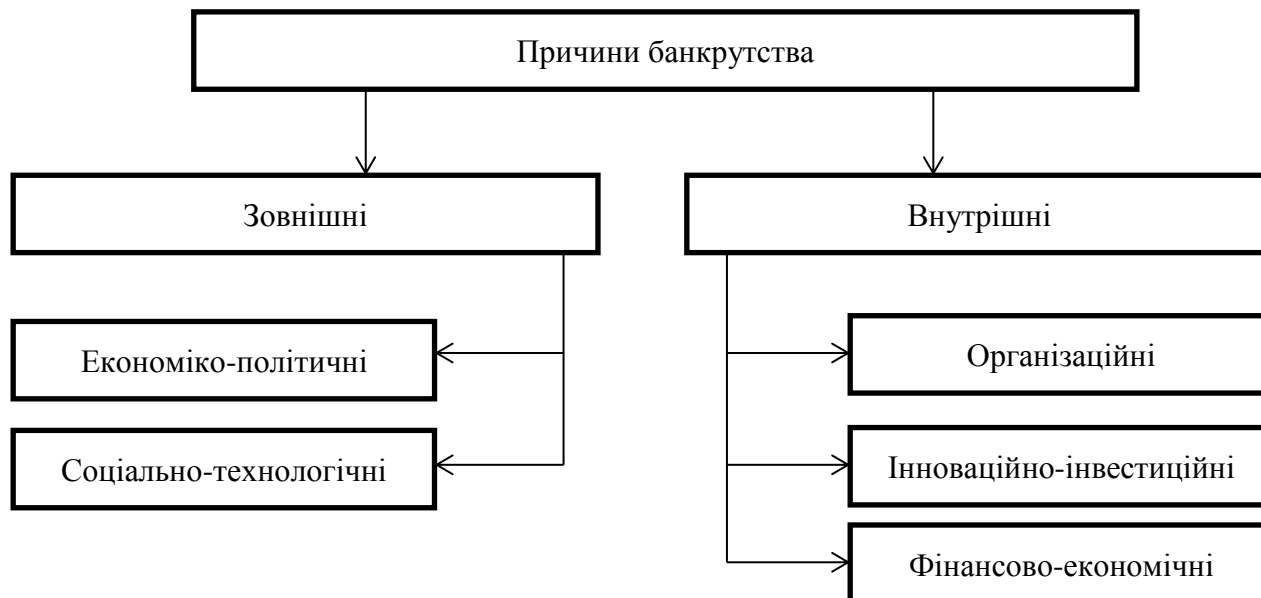 Причини банкрутства
Зовнішні
Внутрішні
Економіко-політичні
Соціально-технологічні
Організаційні
Інноваційно-інвестиційні
Фінансово-економічні